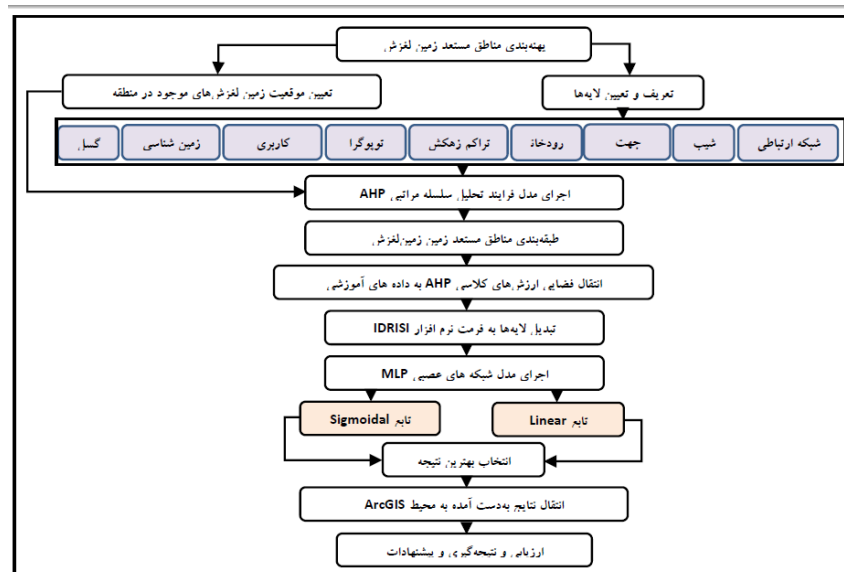 پهنه‌بندی مناطق مستعد زمین لغزش
تعریف و تعیین لایه‌ها
تعیین موقعیت زمین لغزش‌های موجود در منطقه
شبکه ارتباطی
شیب
جهت
رودخان
تراکم زهکش
توپوگرا
کاربری
زمین شناسی
گسل
اجرای مدل فرایند تحلیل سلسله مراتبی AHP
طبقه‌بندی مناطق مستعد زمین زمین‌لغزش
انتقال فضایی ارزش‌های کلاسی AHP به داده های آموزشی
تبدیل لایه‌ها به فرمت نرم افزار IDRISI
اجرای مدل شبکه های عصبی MLP
تابع Linear
تابع Sigmoidal
انتخاب بهترین نتیجه
انتقال نتایج به‌دست آمده به محیط ArcGIS
ارزیابی و نتیجه‌گیری و پیشنهادات